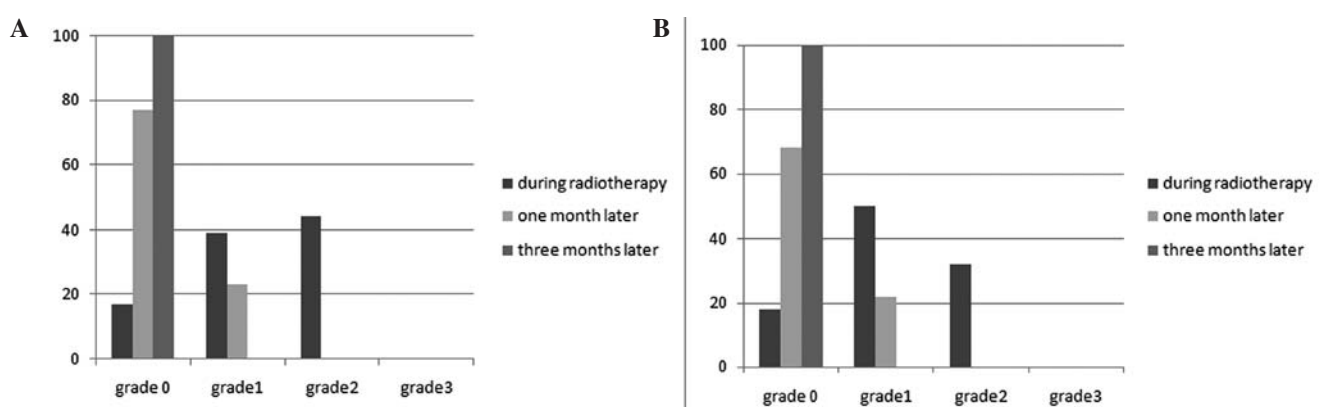 A
100
80
60
40
20
0
grade 0 grade1 grade2 grade3
during radiotherapy
one month later
three months later
B
100
80
60
40
20
0
grade 0 grade1 grade2 grade3
during radiotherapy
one month later
three months later